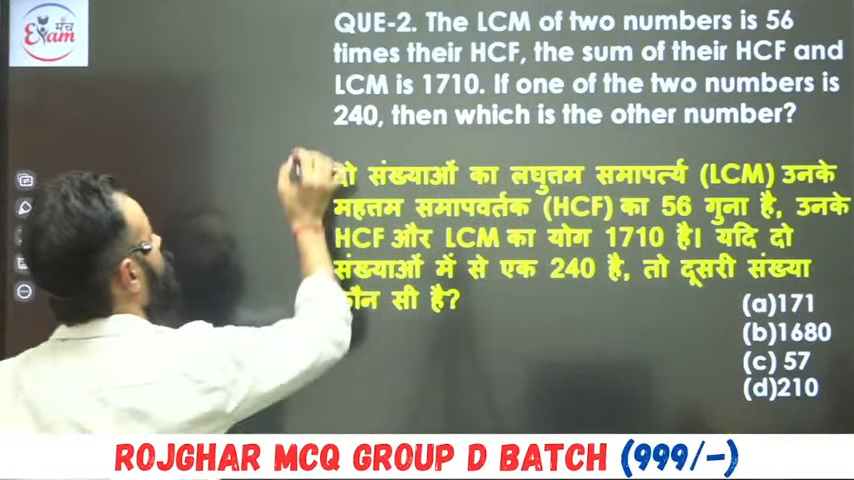 मंच
Exam
QUE-2. The LCM of two numbers is 56
times their HCF, the sum of their HCF and
LCM is 1710. If one of the two numbers is
240, then which is the other number?
दो संख्याओं का लघुत्तम समापर्त्य (LCM) उनके
महत्तम समापवर्तक (HCF) का 56 गुना है, उनके
HCF और LCM का योग 1710 है। यदि दो
संख्याओं में से एक 240 है, तो दूसरी संख्या
कौन सी है?
(a)171
(b)1680
(c) 57
(d)210
ROJGHAR MCQ GROUP D BATCH (999/-)